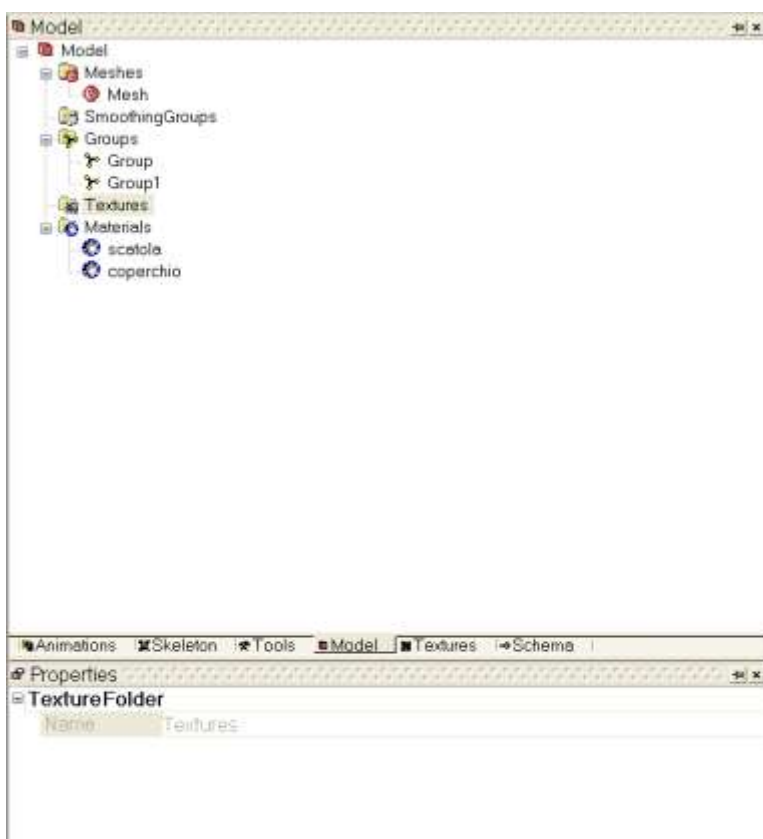 Model
Model
Meshes
Mesh
SmoothingGroups
Groups
Group
Group1
Textures
Materials
scatola
coperchio
Animations Skeleton Tools Model Textures Schema
Properties
TextureFolder
Name Textures